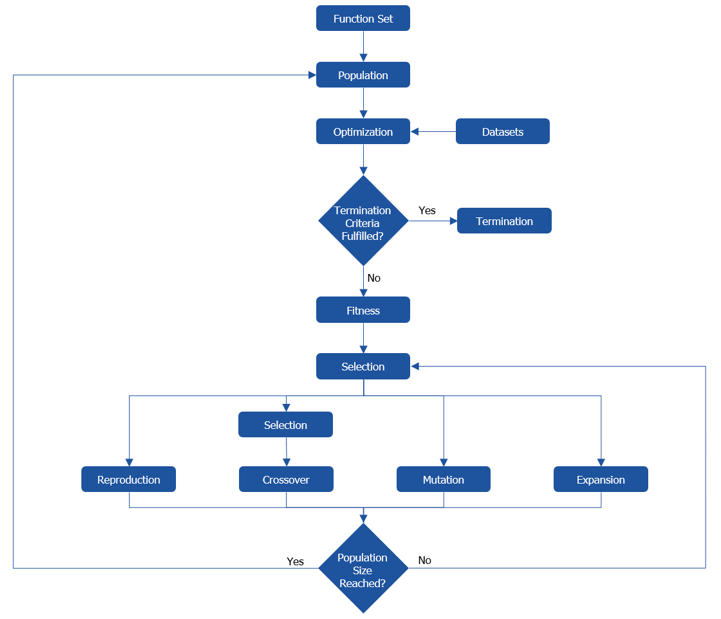 Function Set
Population
Optimization
Datasets
Termination
Criteria
Fulfilled?
Yes
Termination
No
Fitness
Selection
Selection
Reproduction
Crossover
Mutation
Expansion
Population
Size
Reached?
Yes
No